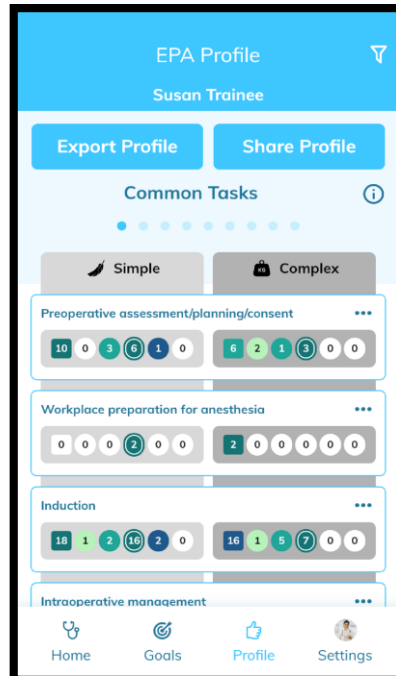 EPA Profile
Susan Trainee
Export Profile Share Profile
Common Tasks
Simple KG Complex
Preoperative assessment/planning/consent
10 0 3 6 1 0 6 2 1 3 0 0
Workplace preparation for anesthesia
0 0 0 2 0 0 2 0 0 0 0 0
Induction
18 1 2 16 2 0 16 1 5 7 0 0
Intraoperative management
Home Goals Profile Settings